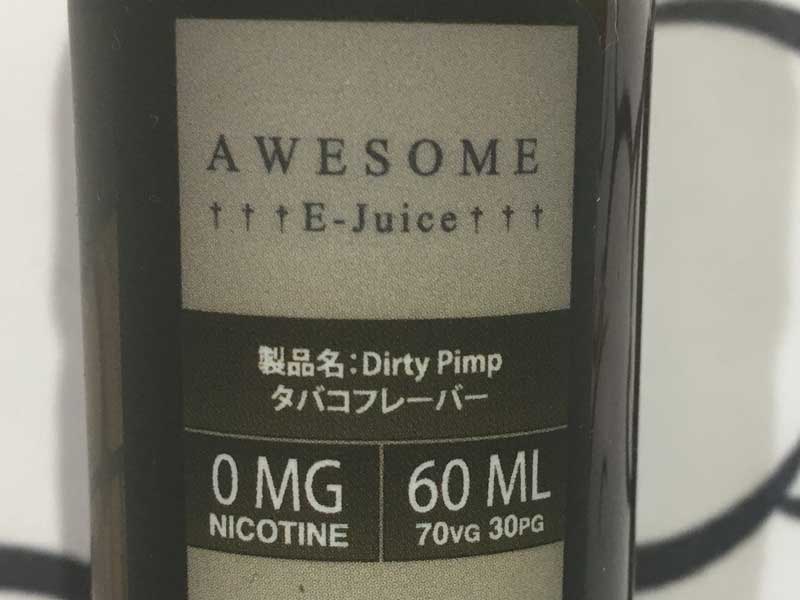 AWESOME
†††E-Juice†††
製品名:Dirty Pimp
タバコフレーバー
0 MG
NICOTINE
60 ML
70VG 30PG